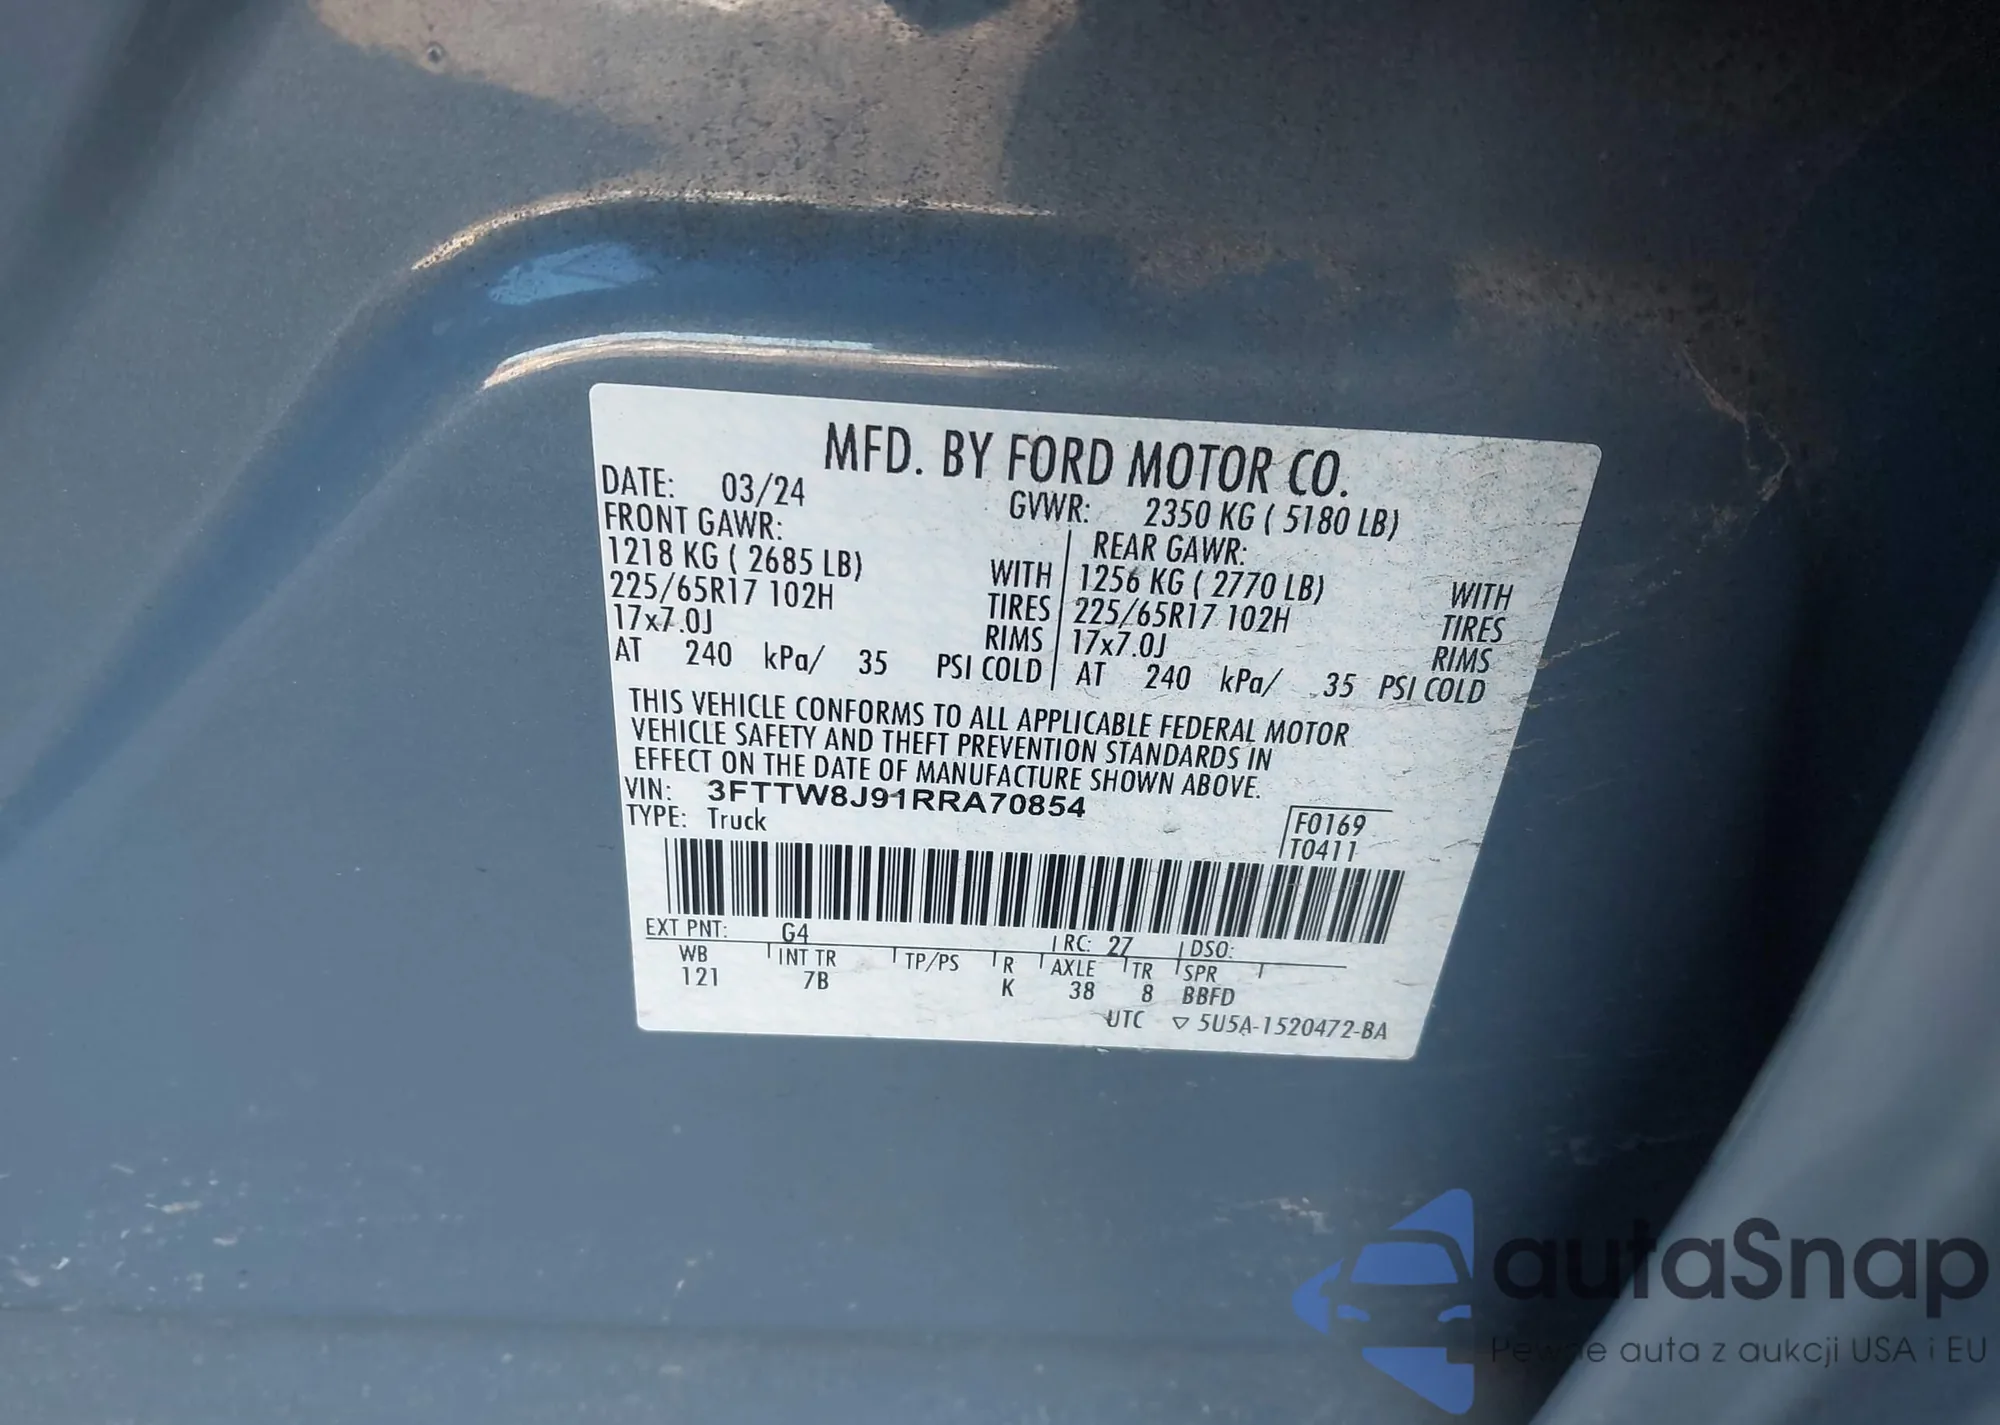 MFD. BY FORD MOTOR CO.
DATE: 03/24 GVWR: 2350 KG ( 5180 LB)
FRONT GAWR: REAR GAWR:
1218 KG ( 2685 LB) WITH 1256 KG ( 2770 LB) WITH
225/65R17 102H TIRES 225/65R17 102H TIRES
17x7.0J RIMS 17x7.0J RIMS
AT 240 kPa/ 35 PSI COLD AT 240 kPa/ 35 PSI COLD
THIS VEHICLE CONFORMS TO ALL APPLICABLE FEDERAL MOTOR
VEHICLE SAFETY AND THEFT PREVENTION STANDARDS IN
EFFECT ON THE DATE OF MANUFACTURE SHOWN ABOVE.
VIN: 3FTTW8J91RRA70854
TYPE: Truck
F0169
T0411
EXT PNT: G4 RC: 27 DSO:
WB INT TR TP/PS R AXLE TR SPR
121 7B K 38 8 BBFD
UTC ▽ 5U5A-1520472-BA
autaSnap
Pewne auta z aukcji USA i EU